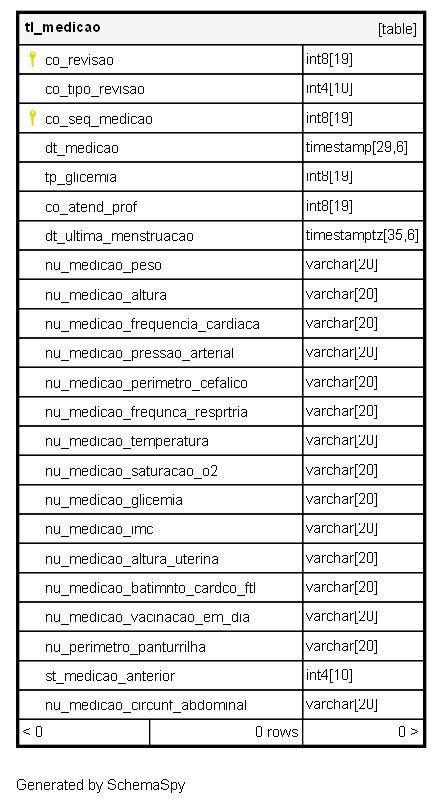 tl_medicao [table]
co_revisao int8[19]
co_tipo_revisao int4[10]
co_seq_medicao int8[19]
dt_medicao timestamp[29,6]
tp_glicemia int8[19]
co_atend_prof int8[19]
dt_ultima_menstruacao timestamptz[35,6]
nu_medicao_peso varchar[20]
nu_medicao_altura varchar[20]
nu_medicao_frequencia_cardiaca varchar[20]
nu_medicao_pressao_arterial varchar[20]
nu_medicao_perimetro_cefalico varchar[20]
nu_medicao_frequnca_resprtria varchar[20]
nu_medicao_temperatura varchar[20]
nu_medicao_saturacao_o2 varchar[20]
nu_medicao_glicemia varchar[20]
nu_medicao_imc varchar[20]
nu_medicao_altura_uterina varchar[20]
nu_medicao_batimnto_cardco_ftl varchar[20]
nu_medicao_vacinacao_em_dia varchar[20]
nu_perimetro_panturrilha varchar[20]
st_medicao_anterior int4[10]
nu_medicao_circunf_abdominal varchar[20]
< 0 0 rows 0 >
Generated by SchemaSpy